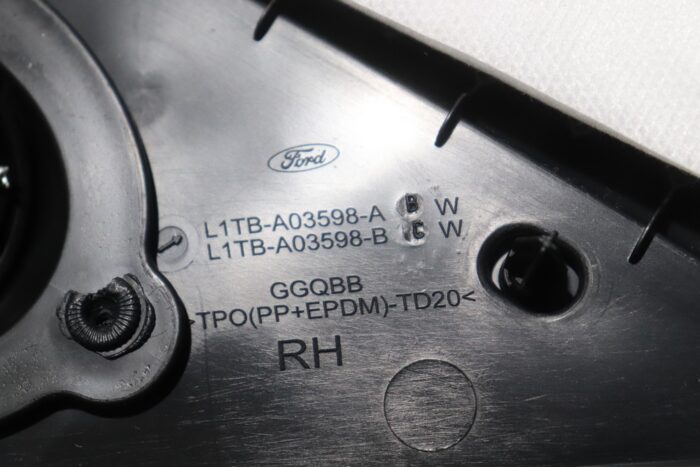 Ford
L1TB-A03598-A B W
L1TB-A03598-B C W
GGQBB
>TPO(PP+EPDM)-TD20<
RH